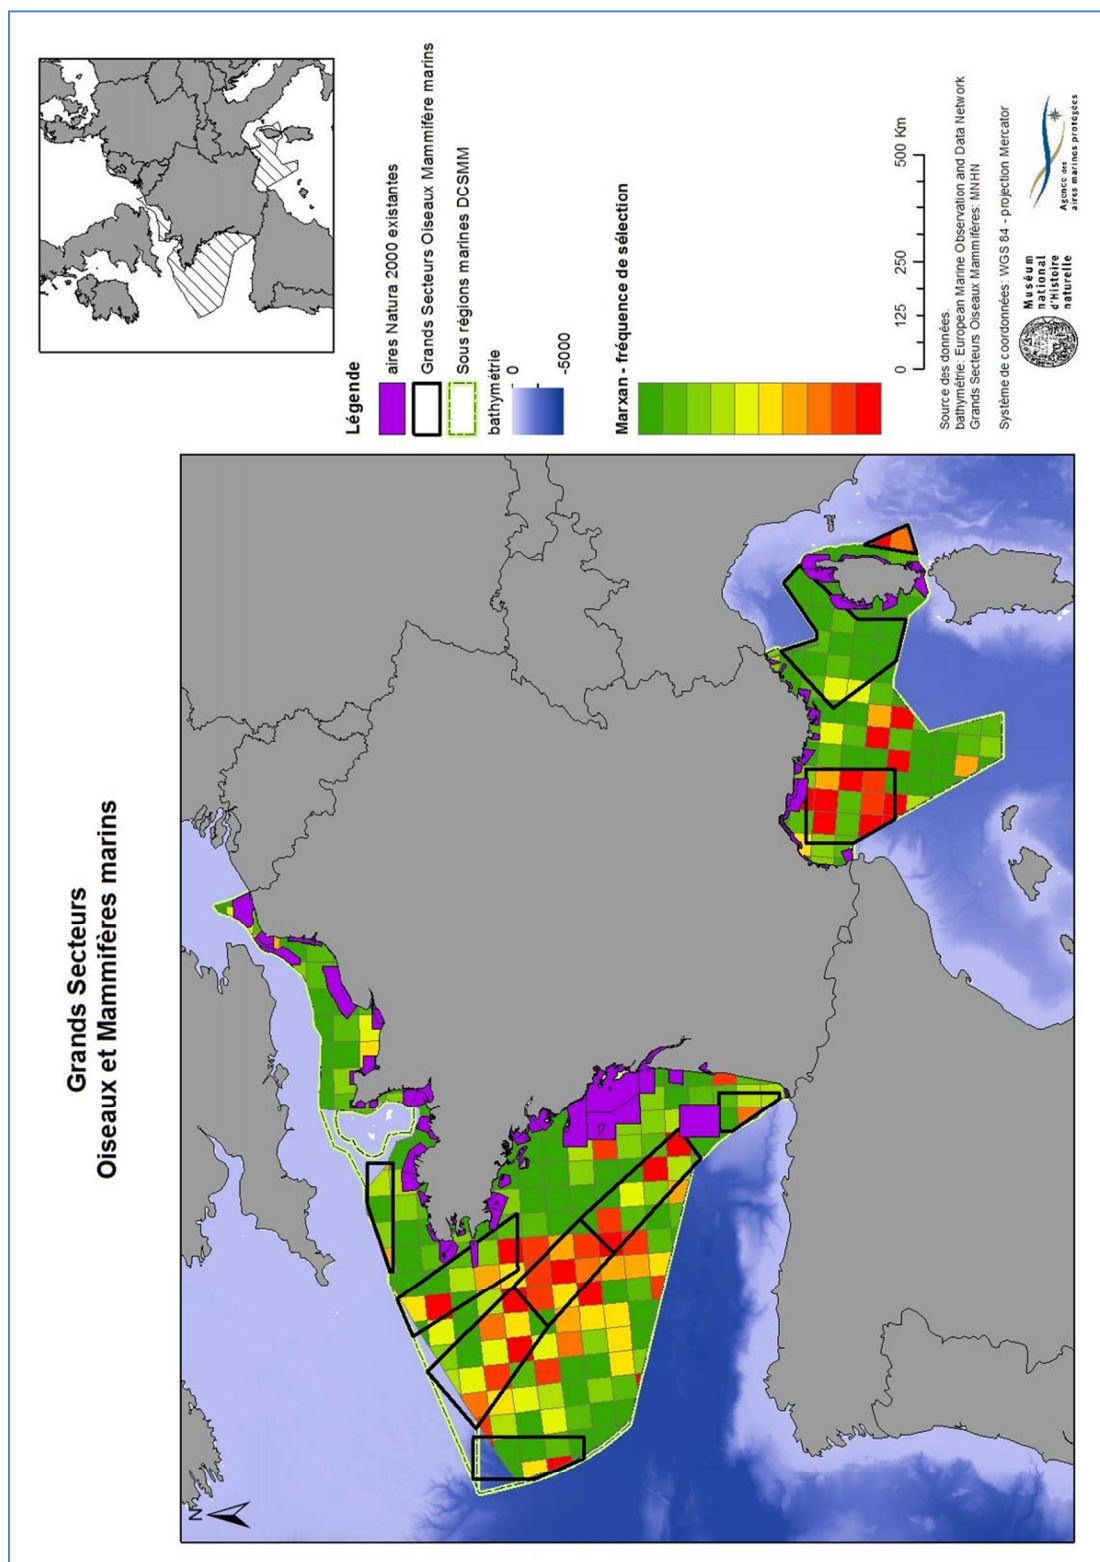 Grands Secteurs
Oiseaux et Mammifères marins
N
Légende
aires Natura 2000 existantes
Grands Secteurs Oiseaux Mammifère marins
Sous régions marines DCSMM
bathymétrie
0
-5000
Marxan - fréquence de sélection
0 125 250 500 Km
Source des données.
bathymétrie: European Marine Observation and Data Network
Grands Secteurs Oiseaux Mammifères: MNHN
Système de coordonnées: WGS 84 - projection Mercator
Muséum
national
d'Histoire
naturelle
Agence des
aires marines protégées